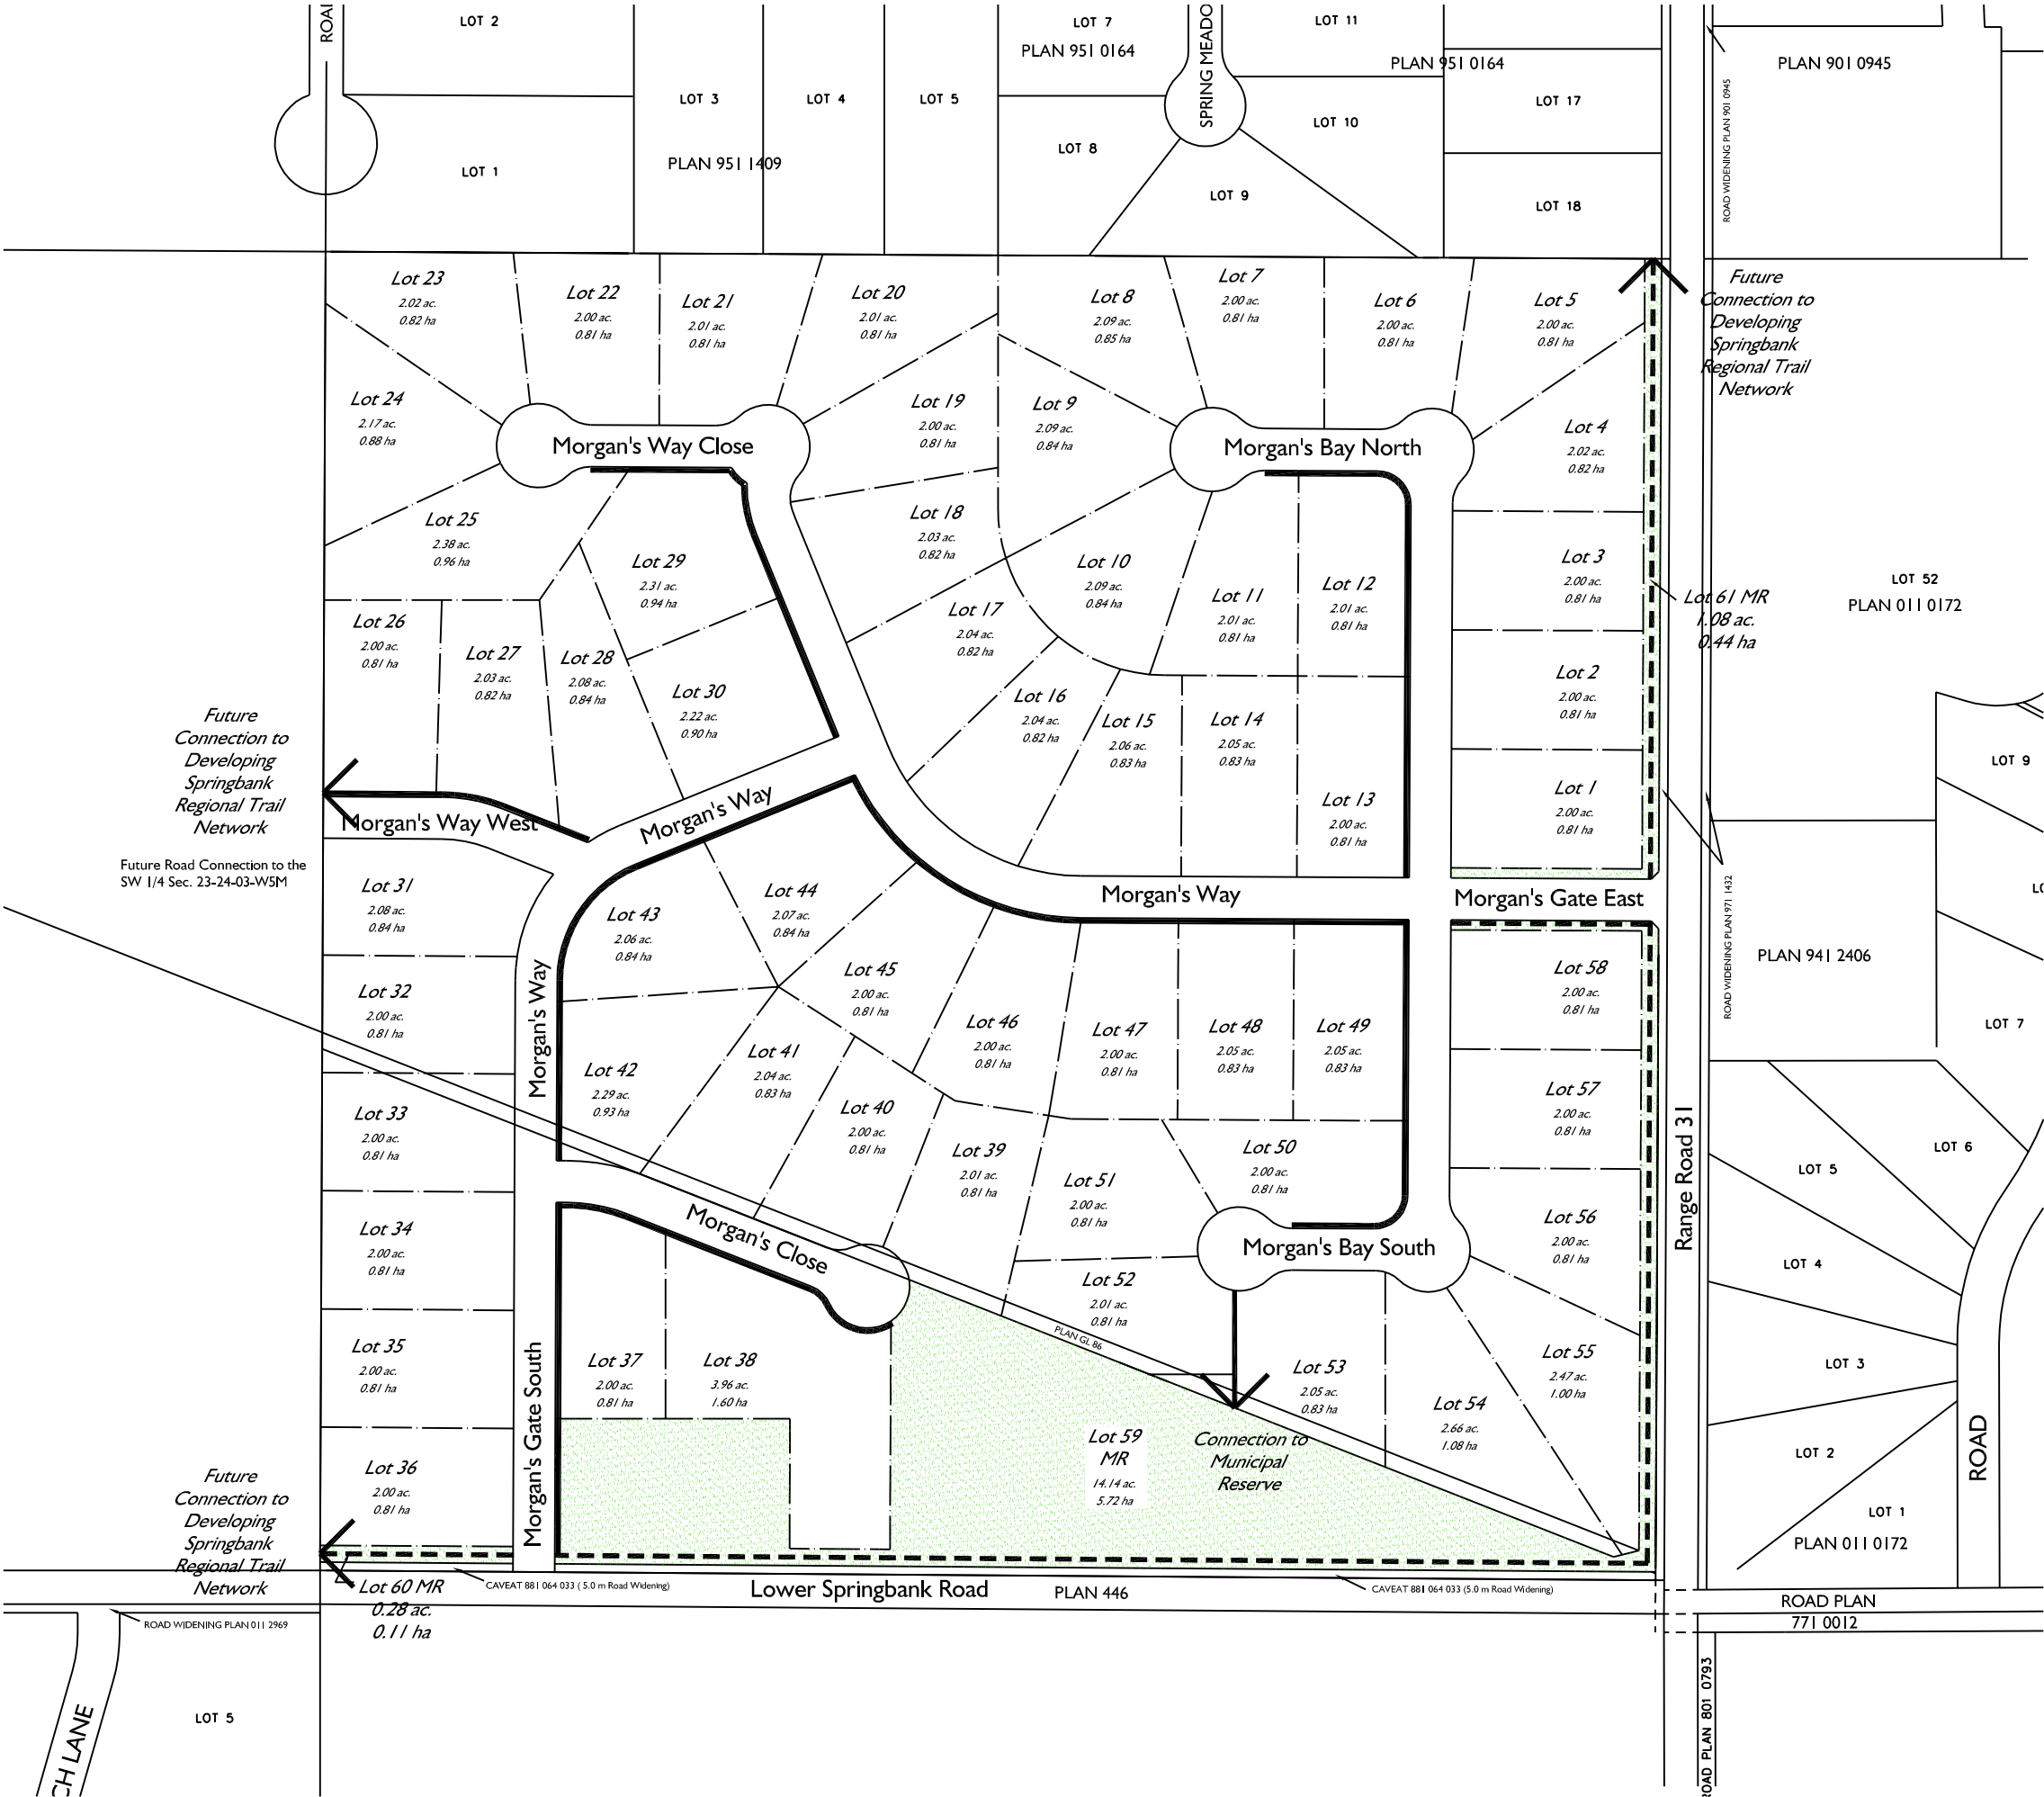 ROAD
LOT 2
LOT 1
LOT 3
LOT 4
LOT 5
PLAN 951 1409
LOT 7
PLAN 951 0164
LOT 8
SPRING MEADO
LOT 11
PLAN 951 0164
LOT 10
LOT 9
LOT 17
LOT 18
ROAD WIDENING PLAN 901 0945
PLAN 901 0945
Lot 23
2.02 ac.
0.82 ha
Lot 22
2.00 ac.
0.81 ha
Lot 21
2.01 ac.
0.81 ha
Lot 20
2.01 ac.
0.81 ha
Lot 8
2.09 ac.
0.85 ha
Lot 7
2.00 ac.
0.81 ha
Lot 6
2.00 ac.
0.81 ha
Lot 5
2.00 ac.
0.81 ha
Future
Connection to
Developing
Springbank
Regional Trail
Network
Lot 24
2.17 ac.
0.88 ha
Morgan's Way Close
Lot 19
2.00 ac.
0.81 ha
Lot 9
2.09 ac.
0.84 ha
Morgan's Bay North
Lot 4
2.02 ac.
0.82 ha
Lot 25
2.38 ac.
0.96 ha
Lot 29
2.31 ac.
0.94 ha
Lot 18
2.03 ac.
0.82 ha
Lot 10
2.09 ac.
0.84 ha
Lot 11
2.01 ac.
0.81 ha
Lot 12
2.01 ac.
0.81 ha
Lot 3
2.00 ac.
0.81 ha
Lot 61 MR
1.08 ac.
0.44 ha
LOT 52
PLAN 011 0172
Lot 26
2.00 ac.
0.81 ha
Lot 27
2.03 ac.
0.82 ha
Lot 28
2.08 ac.
0.84 ha
Lot 30
2.22 ac.
0.90 ha
Lot 17
2.04 ac.
0.82 ha
Lot 16
2.04 ac.
0.82 ha
Lot 15
2.06 ac.
0.83 ha
Lot 14
2.05 ac.
0.83 ha
Lot 13
2.00 ac.
0.81 ha
Lot 2
2.00 ac.
0.81 ha
Lot 1
2.00 ac.
0.81 ha
LOT 9
Future
Connection to
Developing
Springbank
Regional Trail
Network
Morgan's Way West
Morgan's Way
Future Road Connection to the
SW 1/4 Sec. 23-24-03-W5M
Morgan's Way
Morgan's Gate East
ROAD WIDENING PLAN 971 1432
PLAN 941 2406
LOT 7
Lot 31
2.08 ac.
0.84 ha
Lot 32
2.00 ac.
0.81 ha
Morgan's Way
Lot 43
2.06 ac.
0.84 ha
Lot 44
2.07 ac.
0.84 ha
Lot 45
2.00 ac.
0.81 ha
Lot 46
2.00 ac.
0.81 ha
Lot 47
2.00 ac.
0.81 ha
Lot 48
2.05 ac.
0.83 ha
Lot 49
2.05 ac.
0.83 ha
Lot 58
2.00 ac.
0.81 ha
Lot 57
2.00 ac.
0.81 ha
Lot 33
2.00 ac.
0.81 ha
Lot 42
2.29 ac.
0.93 ha
Lot 41
2.04 ac.
0.83 ha
Lot 40
2.00 ac.
0.81 ha
Lot 39
2.01 ac.
0.81 ha
Lot 51
2.00 ac.
0.81 ha
Lot 50
2.00 ac.
0.81 ha
Lot 56
2.00 ac.
0.81 ha
Range Road 31
LOT 6
LOT 5
LOT 4
LOT 3
LOT 2
LOT 1
PLAN 011 0172
ROAD
Lot 34
2.00 ac.
0.81 ha
Morgan's Close
Morgan's Bay South
Lot 52
2.01 ac.
0.81 ha
PLAN GL 86
Lot 35
2.00 ac.
0.81 ha
Morgan's Gate South
Lot 37
2.00 ac.
0.81 ha
Lot 38
3.96 ac.
1.60 ha
Lot 53
2.05 ac.
0.83 ha
Lot 54
2.66 ac.
1.08 ha
Lot 55
2.47 ac.
1.00 ha
Lot 59
MR
14.14 ac.
5.72 ha
Connection to
Municipal
Reserve
Lot 36
2.00 ac.
0.81 ha
Future
Connection to
Developing
Springbank
Regional Trail
Network
Lot 60 MR
0.28 ac.
0.11 ha
CAVEAT 881 064 033 ( 5.0 m Road Widening)
Lower Springbank Road
PLAN 446
CAVEAT 881 064 033 (5.0 m Road Widening)
ROAD PLAN
771 0012
ROAD WIDENING PLAN 011 2969
LOT 5
CH LANE
ROAD PLAN 801 0793